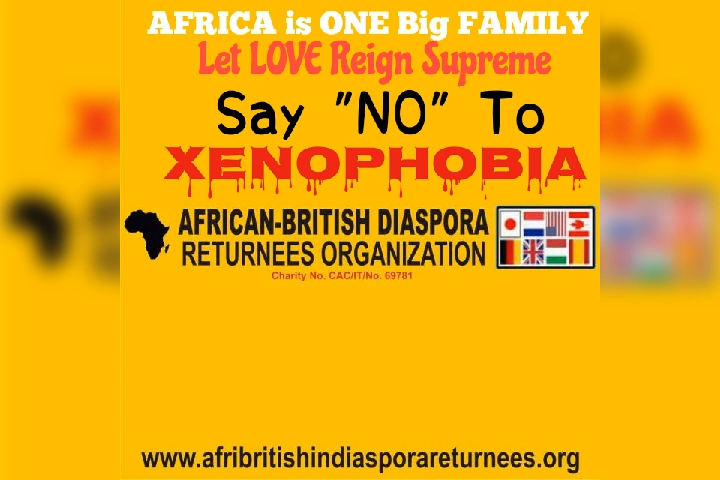 AFRICA is ONE Big FAMILY
Let LOVE Reign Supreme
Say "NO" To
XENOPHOBIA
AFRICAN-BRITISH DIASPORA
RETURNEES ORGANIZATION
Charity No. CAC/IT/No. 69781
www.afribritishindiasporareturnees.org